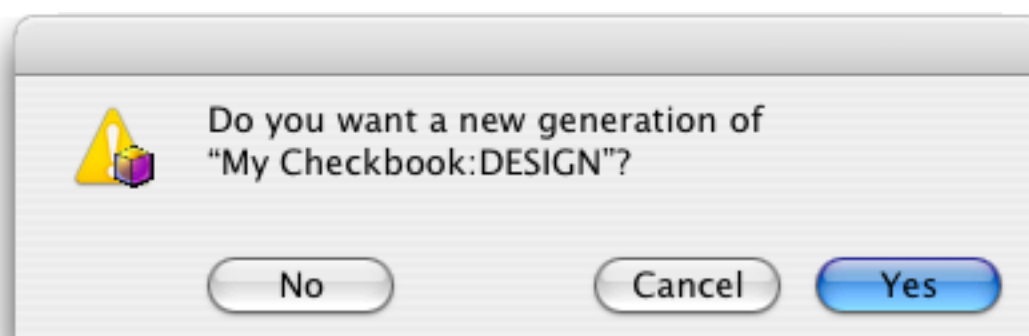 Do you want a new generation of
“My Checkbook:DESIGN”?
No Cancel Yes